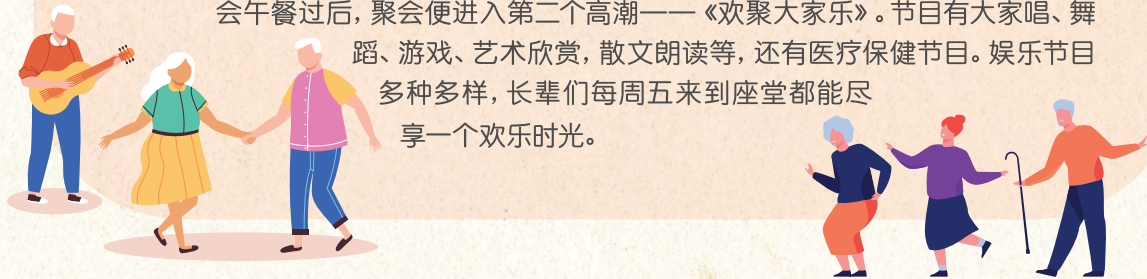 会午餐过后，聚会便进入第二个高潮——《欢聚大家乐》。节目有大家唱、舞
蹈、游戏、艺术欣赏，散文朗读等，还有医疗保健节目。娱乐节目
多种多样，长辈们每周五来到座堂都能尽
享一个欢乐时光。